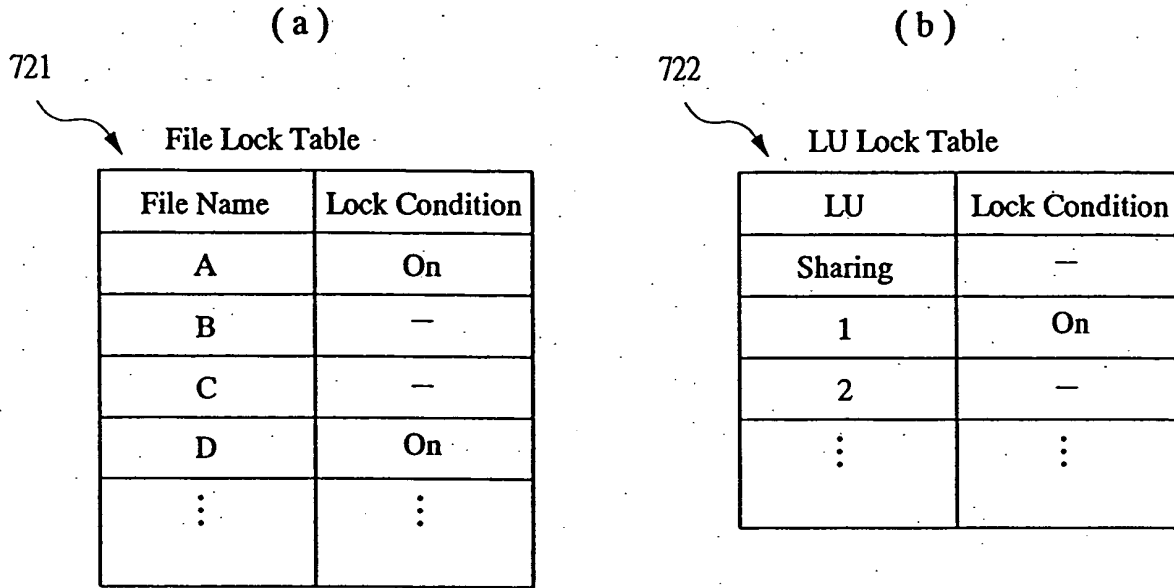 (a)
721
File Lock Table
File Name Lock Condition
A On
B —
C —
D On
⋮ ⋮
(b)
722
LU Lock Table
LU Lock Condition
Sharing —
1 On
2 —
⋮ ⋮